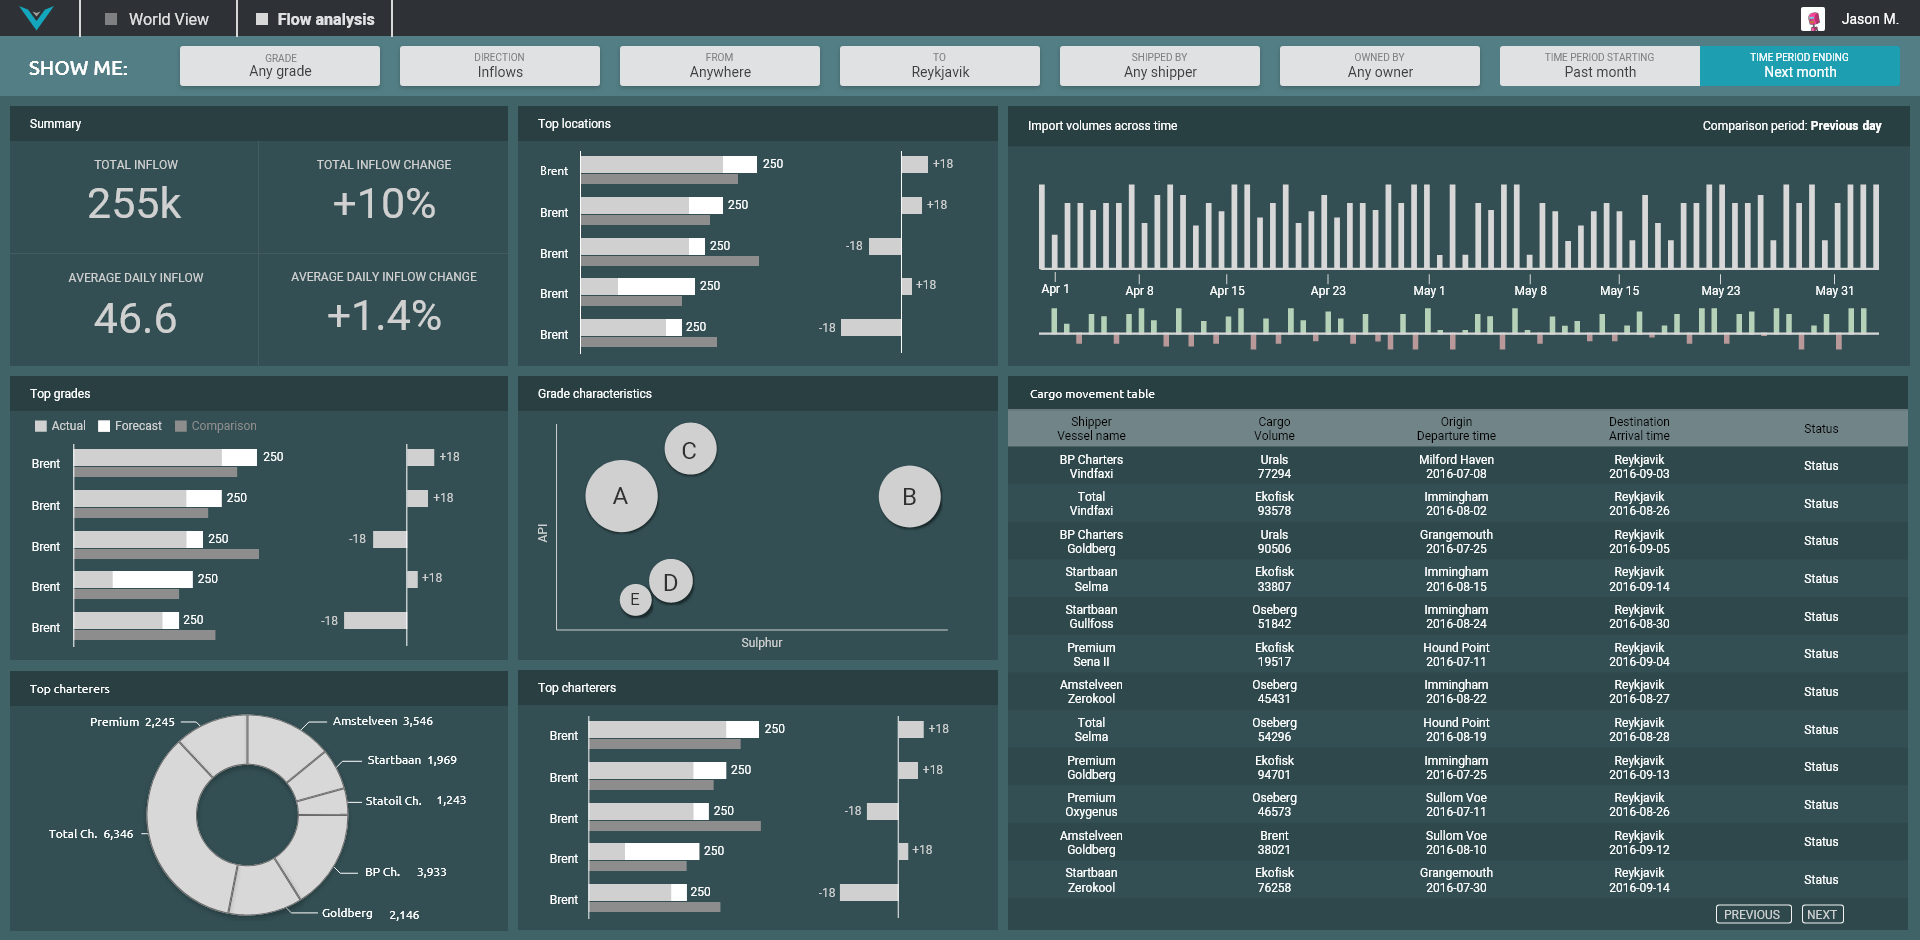 World View
Flow analysis
Jason M.
SHOW ME:
GRADE
Any grade
DIRECTION
Inflows
FROM
Anywhere
TO
Reykjavik
SHIPPED BY
Any shipper
OWNED BY
Any owner
TIME PERIOD STARTING
Past month
TIME PERIOD ENDING
Next month
Summary
TOTAL INFLOW
255k
TOTAL INFLOW CHANGE
+10%
AVERAGE DAILY INFLOW
46.6
AVERAGE DAILY INFLOW CHANGE
+1.4%
Top locations
Brent 250 +18
Brent 250 +18
Brent 250 -18
Brent 250 +18
Brent 250 -18
Import volumes across time
Comparison period: Previous day
Apr 1 Apr 8 Apr 15 Apr 23 May 1 May 8 May 15 May 23 May 31
Top grades
Actual Forecast Comparison
Brent 250 +18
Brent 250 +18
Brent 250 -18
Brent 250 +18
Brent 250 -18
Grade characteristics
C
A
B
D
E
API
Sulphur
Cargo movement table
Shipper Cargo Origin Destination Status
Vessel name Volume Departure time Arrival time
BP Charters Urals Milford Haven Reykjavik Status
Vindfaxi 77294 2016-07-08 2016-09-03
Total Ekofisk Immingham Reykjavik Status
Vindfaxi 93578 2016-08-02 2016-08-26
BP Charters Urals Grangemouth Reykjavik Status
Goldberg 90506 2016-07-25 2016-09-05
Startbaan Ekofisk Immingham Reykjavik Status
Selma 33807 2016-08-15 2016-09-14
Startbaan Oseberg Immingham Reykjavik Status
Gullfoss 51842 2016-08-24 2016-08-30
Premium Ekofisk Hound Point Reykjavik Status
Sena II 19517 2016-07-11 2016-09-04
Amstelveen Oseberg Immingham Reykjavik Status
Zerokool 45431 2016-08-22 2016-08-27
Total Oseberg Hound Point Reykjavik Status
Selma 54296 2016-08-19 2016-08-28
Premium Ekofisk Immingham Reykjavik Status
Goldberg 94701 2016-07-25 2016-09-13
Premium Oseberg Sullom Voe Reykjavik Status
Oxygenus 46573 2016-07-11 2016-08-26
Amstelveen Brent Sullom Voe Reykjavik Status
Goldberg 38021 2016-08-10 2016-09-12
Startbaan Ekofisk Grangemouth Reykjavik Status
Zerokool 76258 2016-07-30 2016-09-14
PREVIOUS NEXT
Top charterers
Premium 2,245
Amstelveen 3,546
Startbaan 1,969
Statoil Ch. 1,243
Total Ch. 6,346
BP Ch. 3,933
Goldberg 2,146
Top charterers
Brent 250 +18
Brent 250 +18
Brent 250 -18
Brent 250 +18
Brent 250 -18